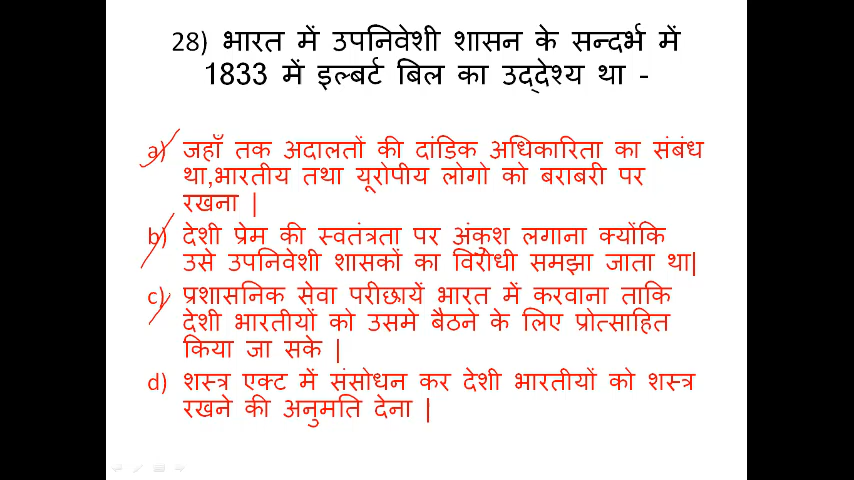 28) भारत में उपनिवेशी शासन के सन्दर्भ में
1833 में इल्बर्ट बिल का उद्देश्य था -
a) जहाँ तक अदालतों की दांडिक अधिकारिता का संबंध
था,भारतीय तथा यूरोपीय लोगो को बराबरी पर
रखना |
b) देशी प्रेम की स्वतंत्रता पर अंकुश लगाना क्योंकि
उसे उपनिवेशी शासकों का विरोधी समझा जाता था|
c) प्रशासनिक सेवा परीछायें भारत में करवाना ताकि
देशी भारतीयों को उसमे बैठने के लिए प्रोत्साहित
किया जा सके |
d) शस्त्र एक्ट में संसोधन कर देशी भारतीयों को शस्त्र
रखने की अनुमति देना |